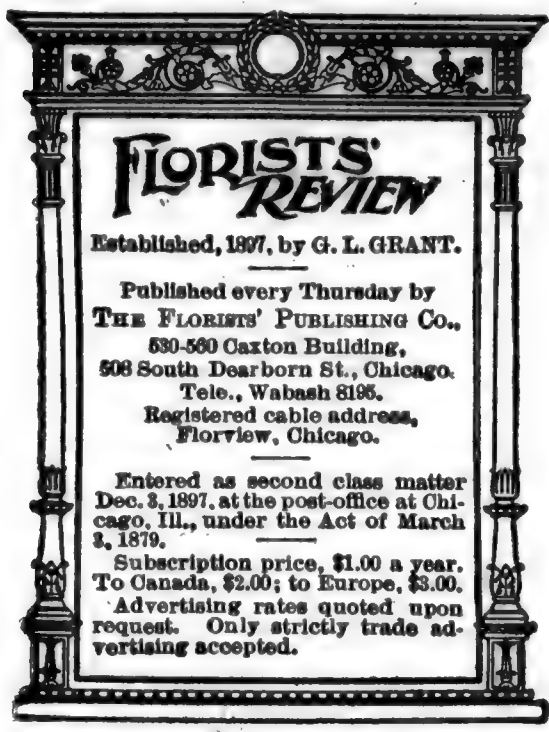 FLORISTS'
REVIEW
Established, 1897, by G. L. GRANT.
Published every Thursday by
THE FLORISTS' PUBLISHING CO.,
530-560 Caxton Building,
508 South Dearborn St., Chicago.
Tele., Wabash 8195.
Registered cable address,
Florview, Chicago.
Entered as second class matter
Dec. 3, 1897, at the post-office at Chi-
cago, Ill., under the Act of March
3, 1879.
Subscription price, $1.00 a year.
To Canada, $2.00; to Europe, $3.00.
Advertising rates quoted upon
request. Only strictly trade ad-
vertising accepted.